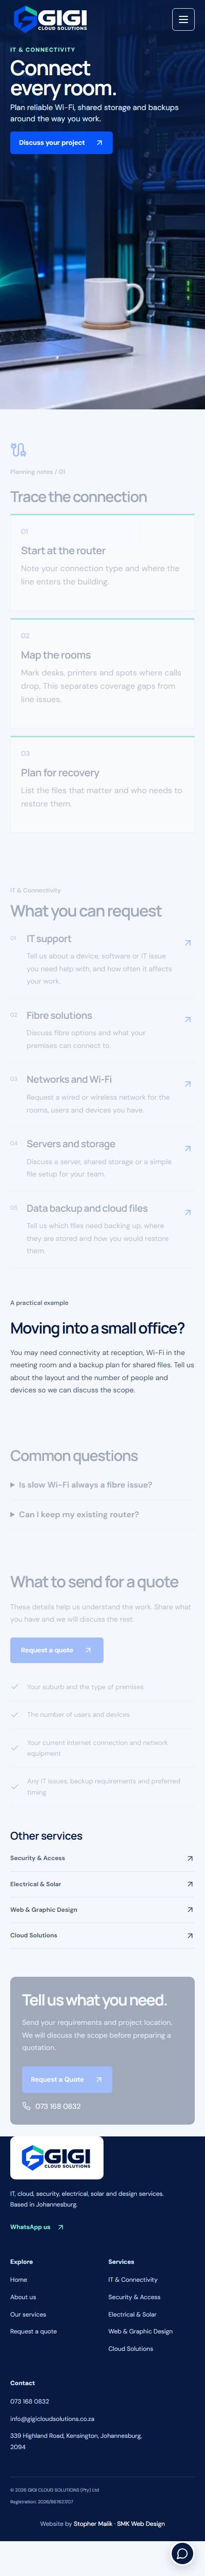 GIGI
CLOUD SOLUTIONS
IT & CONNECTIVITY
Connect
every room.
Plan reliable Wi-Fi, shared storage and backups
around the way you work.
Discuss your project
Planning notes / 01
Trace the connection
01
Start at the router
Note your connection type and where the
line enters the building.
02
Map the rooms
Mark desks, printers and spots where calls
drop. This separates coverage gaps from
line issues.
03
Plan for recovery
List the files that matter and who needs to
restore them.
IT & Connectivity
What you can request
01
IT support
Tell us about a device, software or IT issue
you need help with, and how often it affects
your work.
02
Fibre solutions
Discuss fibre options and what your
premises can connect to.
03
Networks and Wi-Fi
Request a wired or wireless network for the
rooms, users and devices you have.
04
Servers and storage
Discuss a server, shared storage or a simple
file setup for your team.
05
Data backup and cloud files
Tell us which files need backing up, where
they are stored and how you would restore
them.
A practical example
Moving into a small office?
You may need connectivity at reception, Wi-Fi in the
meeting room and a backup plan for shared files. Tell us
about the layout and the number of people and
devices so we can discuss the scope.
Common questions
Is slow Wi-Fi always a fibre issue?
Can I keep my existing router?
What to send for a quote
These details help us understand the work. Share what
you have and we will discuss the rest.
Request a quote
Your suburb and the type of premises
The number of users and devices
Your current internet connection and network
equipment
Any IT issues, backup requirements and preferred
timing
Other services
Security & Access
Electrical & Solar
Web & Graphic Design
Cloud Solutions
Tell us what you need.
Send your requirements and project location.
We will discuss the scope before preparing a
quotation.
Request a Quote
073 168 0832
GIGI
CLOUD SOLUTIONS
IT, cloud, security, electrical, solar and design services.
Based in Johannesburg.
WhatsApp us
Explore
Home
About us
Our services
Request a quote
Services
IT & Connectivity
Security & Access
Electrical & Solar
Web & Graphic Design
Cloud Solutions
Contact
073 168 0832
info@gigicloudsolutions.co.za
339 Highland Road, Kensington, Johannesburg,
2094
© 2026 GIGI CLOUD SOLUTIONS (Pty) Ltd
Website by Stopher Malik · SMK Web Design